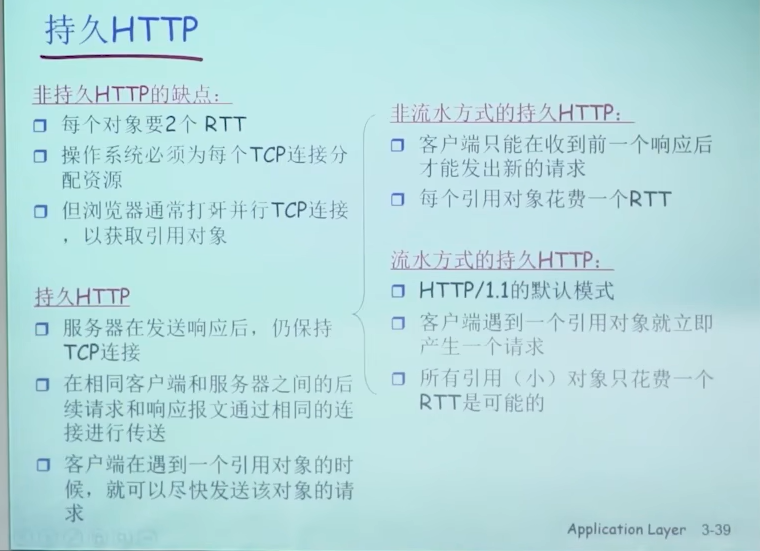 持久HTTP
非持久HTTP的缺点：
每个对象要2个 RTT
操作系统必须为每个TCP连接分
配资源
但浏览器通常打开并行TCP连接
，以获取引用对象
持久HTTP
服务器在发送响应后，仍保持
TCP连接
在相同客户端和服务器之间的后
续请求和响应报文通过相同的连
接进行传送
客户端在遇到一个引用对象的时
候，就可以尽快发送该对象的请
求
非流水方式的持久HTTP：
客户端只能在收到前一个响应后
才能发出新的请求
每个引用对象花费一个RTT
流水方式的持久HTTP：
HTTP/1.1的默认模式
客户端遇到一个引用对象就立即
产生一个请求
所有引用（小）对象只花费一个
RTT是可能的
Application Layer 3-39